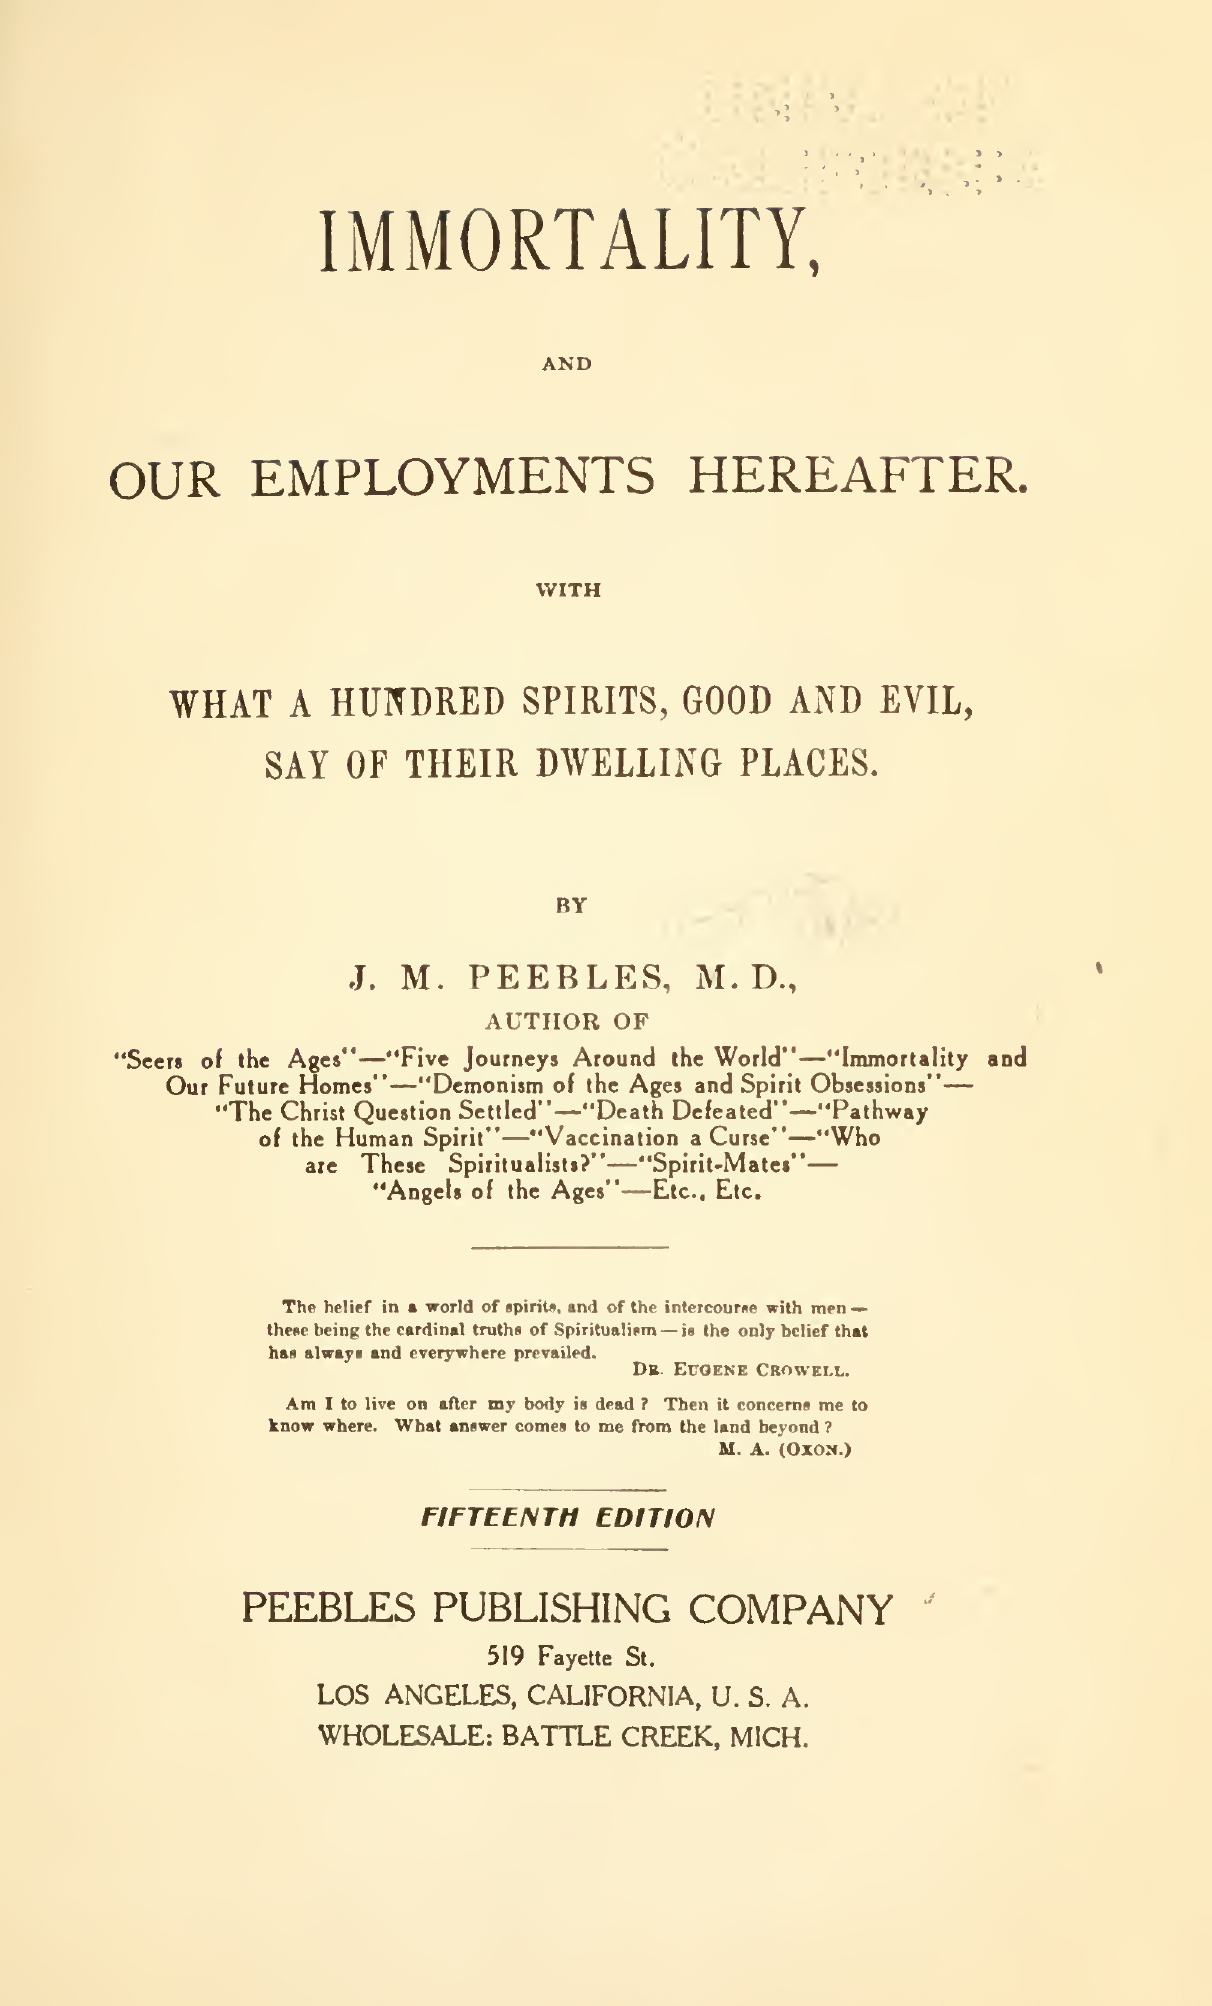 IMMORTALITY,
AND
OUR EMPLOYMENTS HEREAFTER.
WITH
WHAT A HUNDRED SPIRITS, GOOD AND EVIL,
SAY OF THEIR DWELLING PLACES.
BY
J. M. PEEBLES, M. D.,
AUTHOR OF
"Seers of the Ages"—"Five Journeys Around the World"—"Immortality and
Our Future Homes"—"Demonism of the Ages and Spirit Obsessions"—
"The Christ Question Settled"—"Death Defeated"—"Pathway
of the Human Spirit"—"Vaccination a Curse"—"Who
are These Spiritualists?"—"Spirit-Mates"—
"Angels of the Ages"—Etc., Etc.
The belief in a world of spirits, and of the intercourse with men—
these being the cardinal truths of Spiritualism—is the only belief that
has always and everywhere prevailed.
DR. EUGENE CROWELL.
Am I to live on after my body is dead? Then it concerns me to
know where. What answer comes to me from the land beyond?
M. A. (OXON.)
FIFTEENTH EDITION
PEEBLES PUBLISHING COMPANY
519 Fayette St.
LOS ANGELES, CALIFORNIA, U. S. A.
WHOLESALE: BATTLE CREEK, MICH.